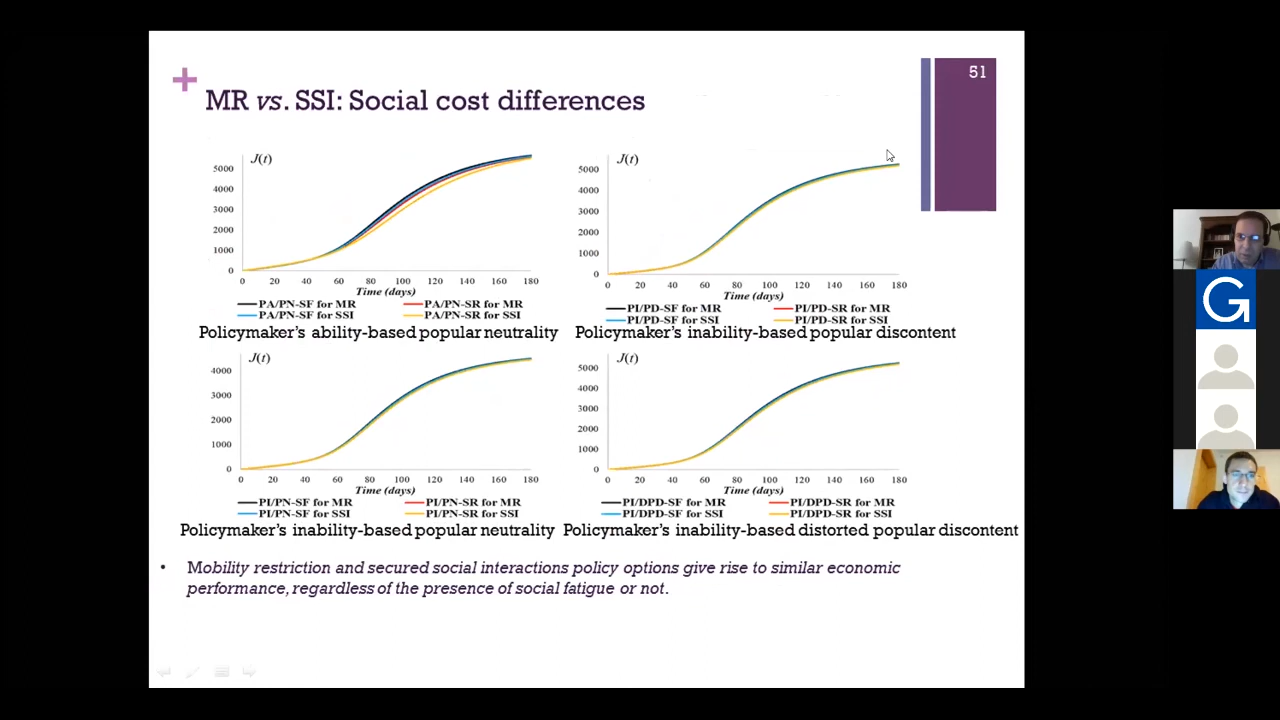 51
MR vs. SSI: Social cost differences
J(t)
5000
4000
3000
2000
1000
0
0 20 40 60 80 100 120 140 160 180
Time (days)
PA/PN-SF for MR PA/PN-SR for MR
PA/PN-SF for SSI PA/PN-SR for SSI
Policymaker's ability-based popular neutrality
J(t)
5000
4000
3000
2000
1000
0
0 20 40 60 80 100 120 140 160 180
Time (days)
PI/PD-SF for MR PI/PD-SR for MR
PI/PD-SF for SSI PI/PD-SR for SSI
Policymaker's inability-based popular discontent
J(t)
4000
3000
2000
1000
0
0 20 40 60 80 100 120 140 160 180
Time (days)
PI/PN-SF for MR PI/PN-SR for MR
PI/PN-SF for SSI PI/PN-SR for SSI
Policymaker's inability-based popular neutrality
J(t)
5000
4000
3000
2000
1000
0
0 20 40 60 80 100 120 140 160 180
Time (days)
PI/DPD-SF for MR PI/DPD-SR for MR
PI/DPD-SF for SSI PI/DPD-SR for SSI
Policymaker's inability-based distorted popular discontent
• Mobility restriction and secured social interactions policy options give rise to similar economic
performance, regardless of the presence of social fatigue or not.
G